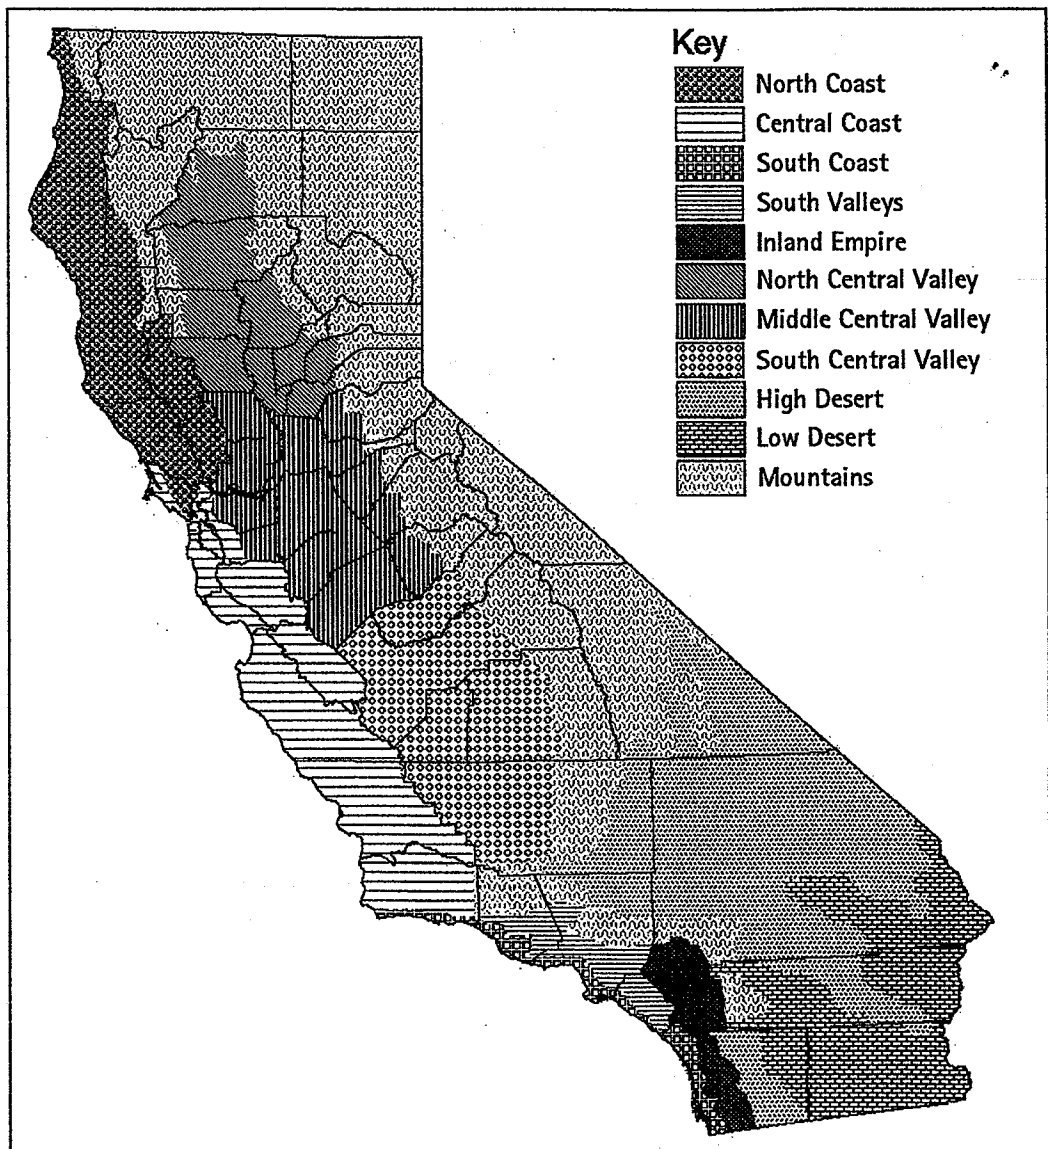 Key
North Coast
Central Coast
South Coast
South Valleys
Inland Empire
North Central Valley
Middle Central Valley
South Central Valley
High Desert
Low Desert
Mountains